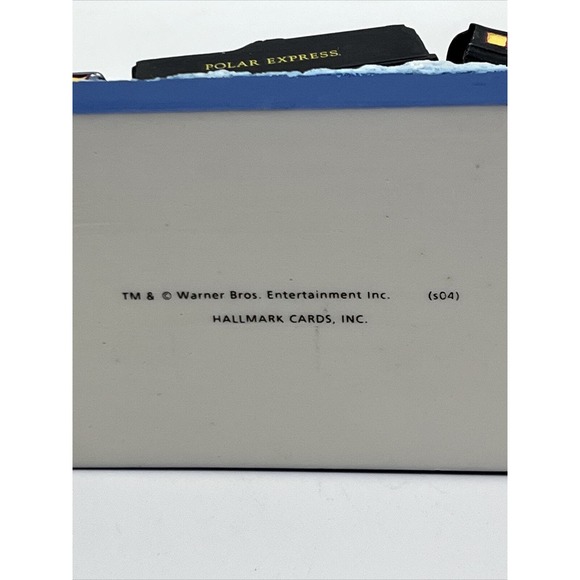 POLAR EXPRESS
TM & © Warner Bros. Entertainment Inc. (s04)
HALLMARK CARDS, INC.